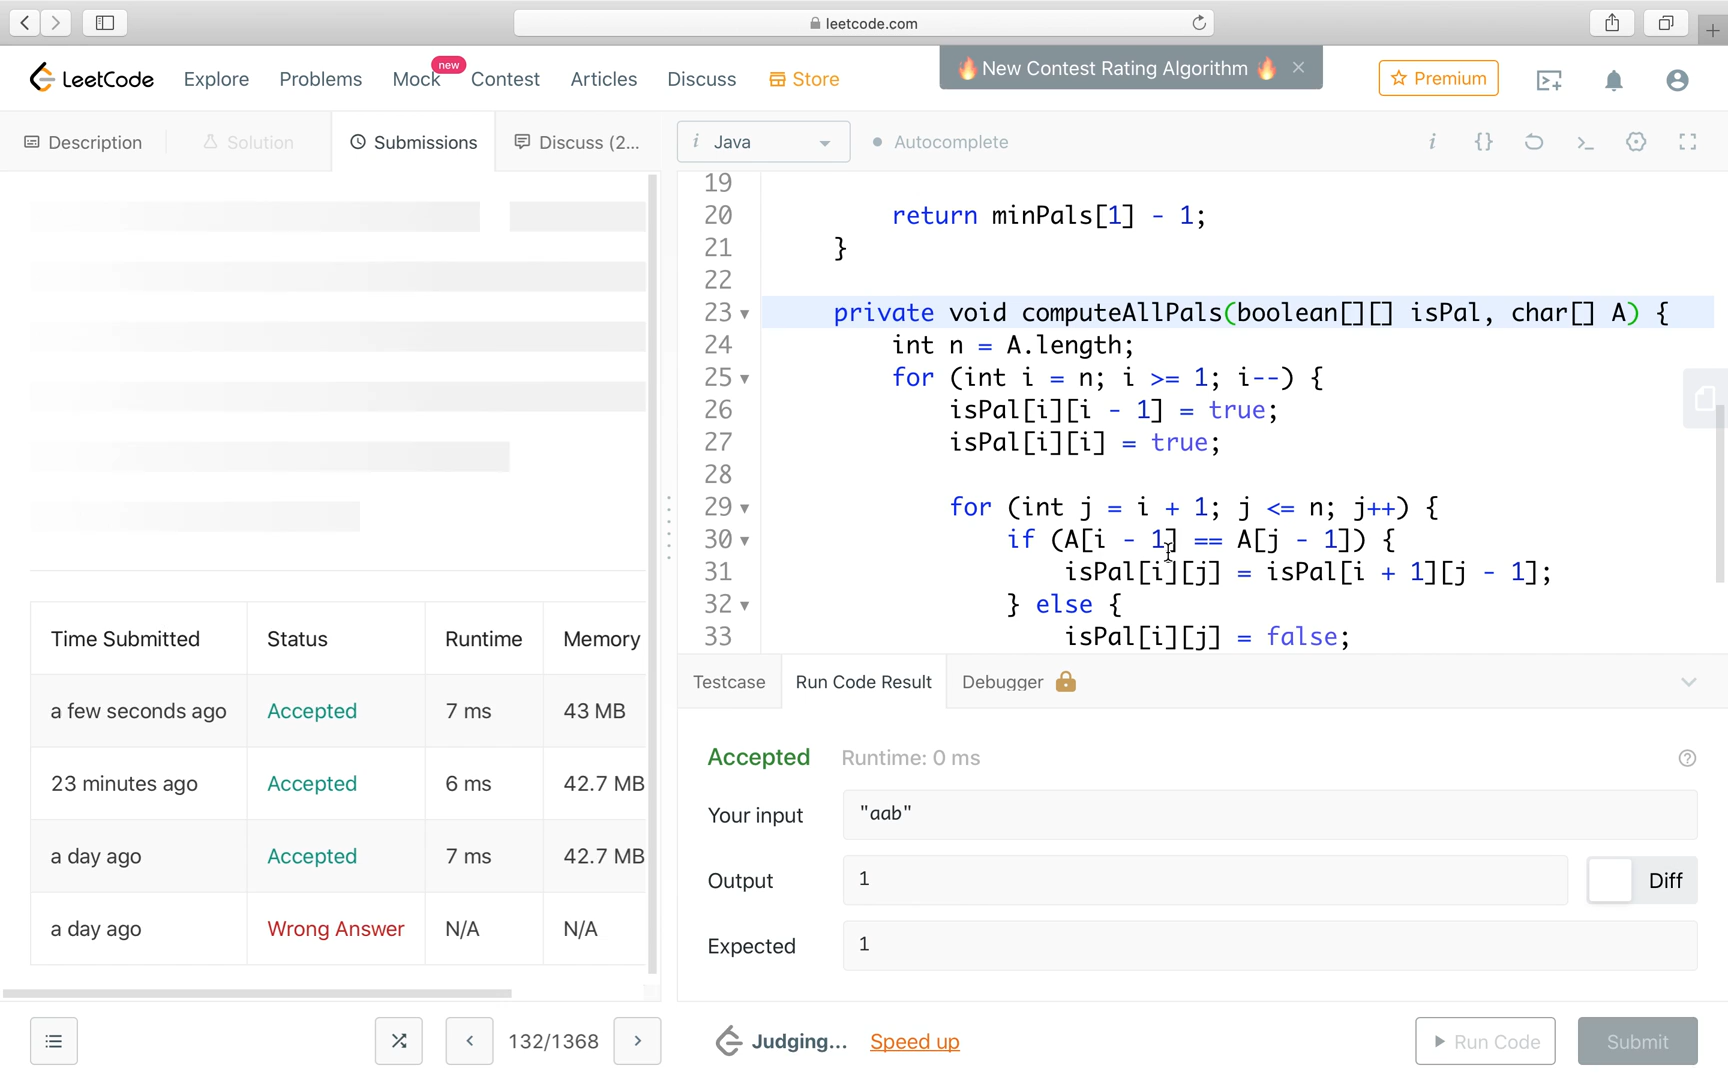 leetcode.com
LeetCode
Explore
Problems
Mock
new
Contest
Articles
Discuss
Store
🔥 New Contest Rating Algorithm 🔥 ×
Premium
Description
Solution
Submissions
Discuss (2...
i Java
Autocomplete
19
20 return minPals[1] - 1;
21 }
22
23 private void computeAllPals(boolean[][] isPal, char[] A) {
24 int n = A.length;
25 for (int i = n; i >= 1; i--) {
26 isPal[i][i - 1] = true;
27 isPal[i][i] = true;
28
29 for (int j = i + 1; j <= n; j++) {
30 if (A[i - 1] == A[j - 1]) {
31 isPal[i][j] = isPal[i + 1][j - 1];
32 } else {
33 isPal[i][j] = false;
Time Submitted Status Runtime Memory
a few seconds ago Accepted 7 ms 43 MB
23 minutes ago Accepted 6 ms 42.7 MB
a day ago Accepted 7 ms 42.7 MB
a day ago Wrong Answer N/A N/A
Testcase
Run Code Result
Debugger
Accepted Runtime: 0 ms
Your input "aab"
Output 1
Diff
Expected 1
132/1368
Judging...
Speed up
Run Code
Submit